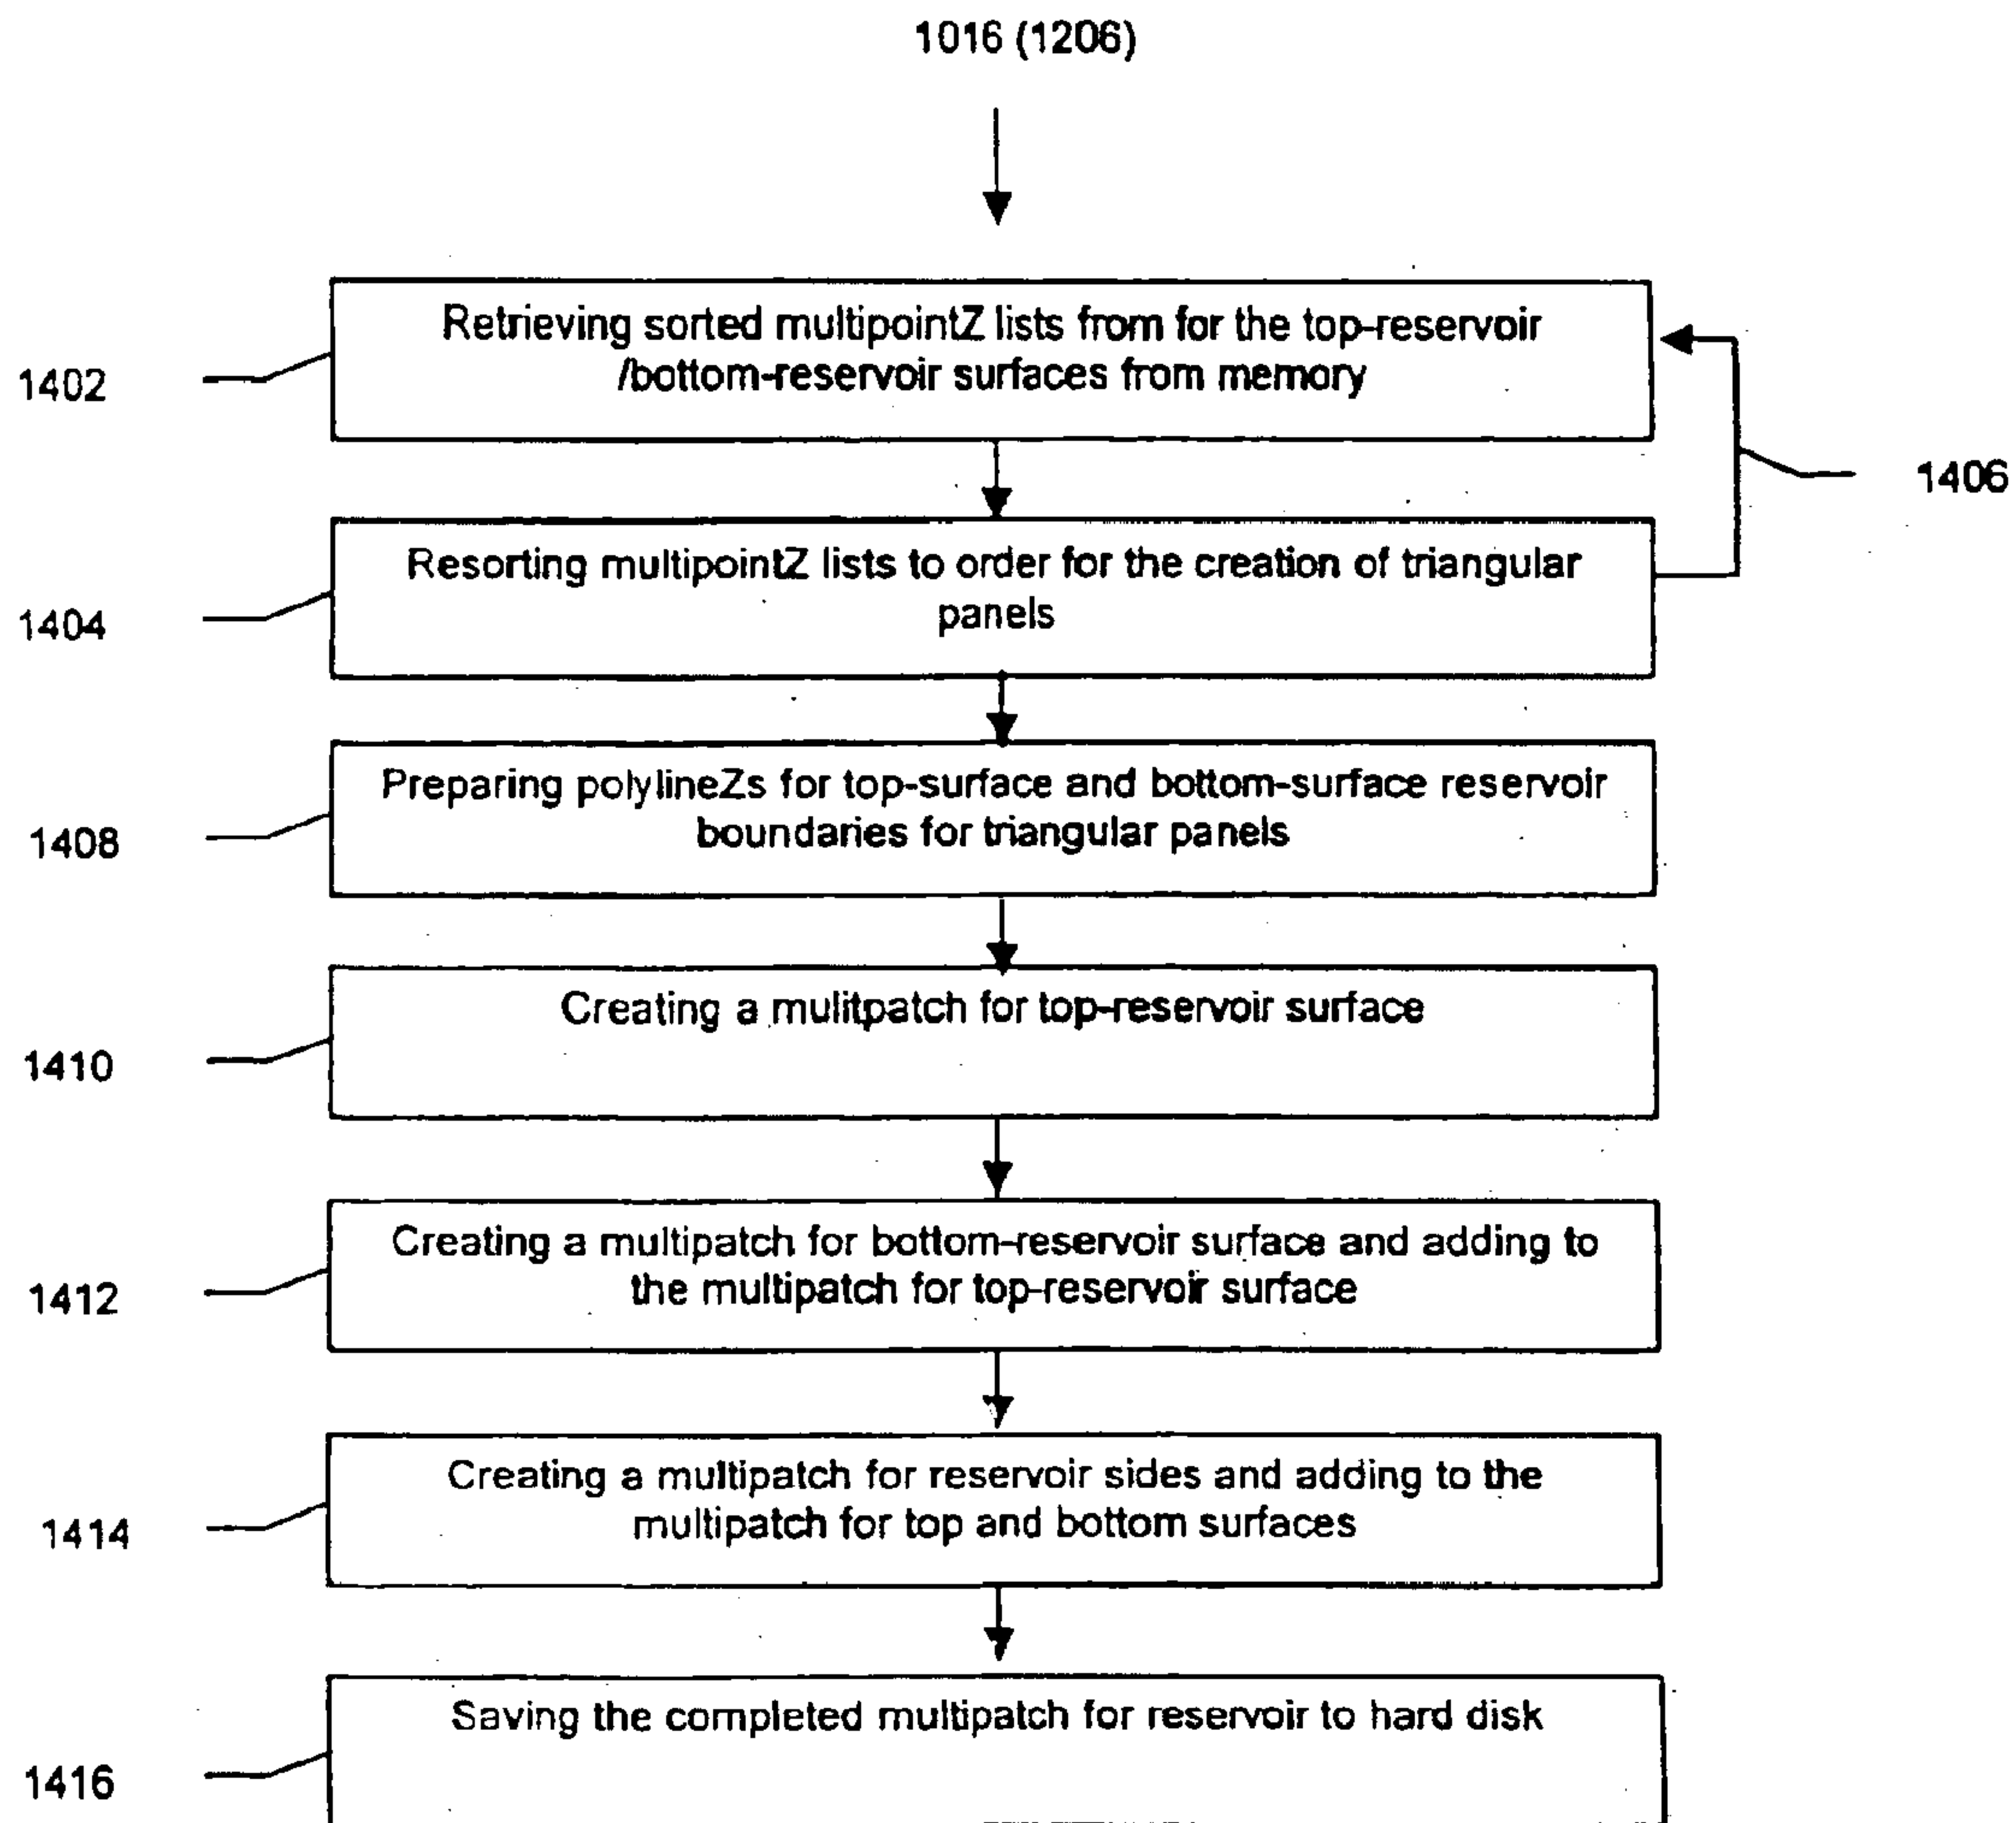 1016 (1206)
Retrieving sorted multipointZ lists from for the top-reservoir
/bottom-reservoir surfaces from memory
1402
1406
Resorting multipointZ lists to order for the creation of triangular
panels
1404
Preparing polylineZs for top-surface and bottom-surface reservoir
boundaries for triangular panels
1408
Creating a mulitpatch for top-reservoir surface
1410
Creating a multipatch for bottom-reservoir surface and adding to
the multipatch for top-reservoir surface
1412
Creating a multipatch for reservoir sides and adding to the
multipatch for top and bottom surfaces
1414
Saving the completed multipatch for reservoir to hard disk
1416